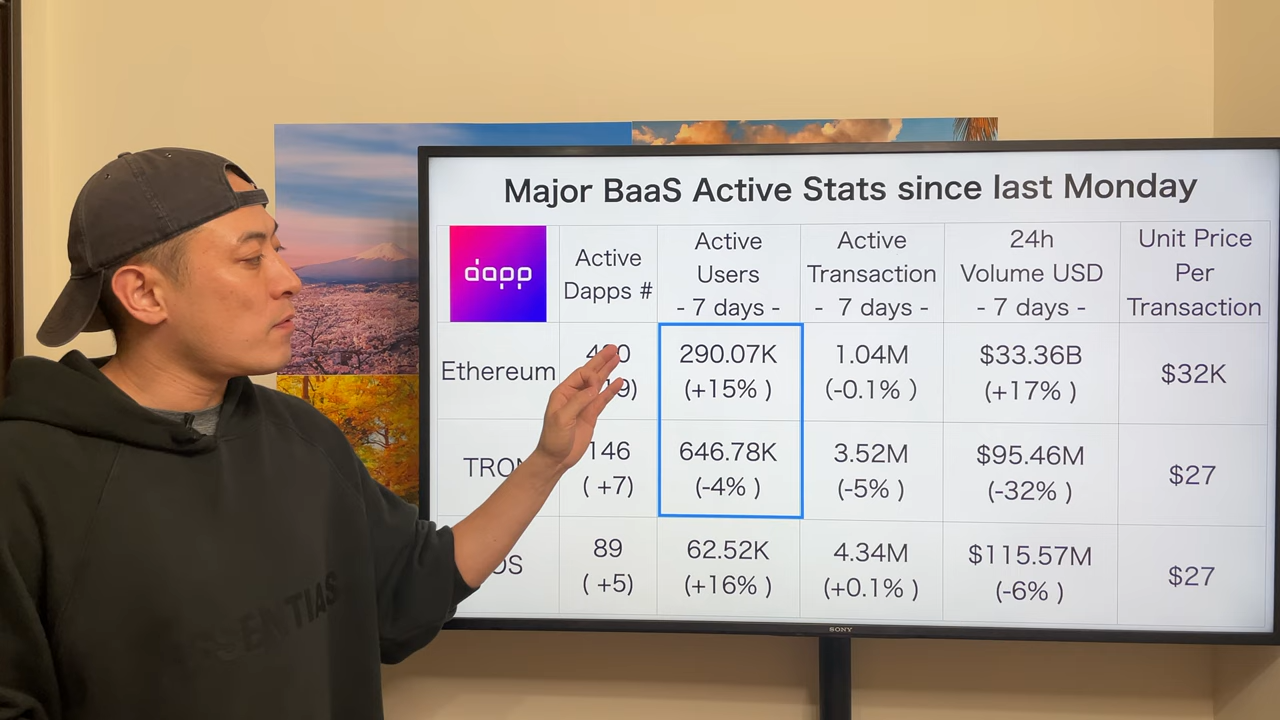 Major BaaS Active Stats since last Monday
dapp
Active
Dapps #
Active
Users
- 7 days -
Active
Transaction
- 7 days -
24h
Volume USD
- 7 days -
Unit Price
Per
Transaction
Ethereum
290.07K
(+15% )
1.04M
(-0.1% )
$33.36B
(+17% )
$32K
TRON
146
( +7)
646.78K
(-4% )
3.52M
(-5% )
$95.46M
(-32% )
$27
OS
89
( +5)
62.52K
(+16% )
4.34M
(+0.1% )
$115.57M
(-6% )
$27
SONY